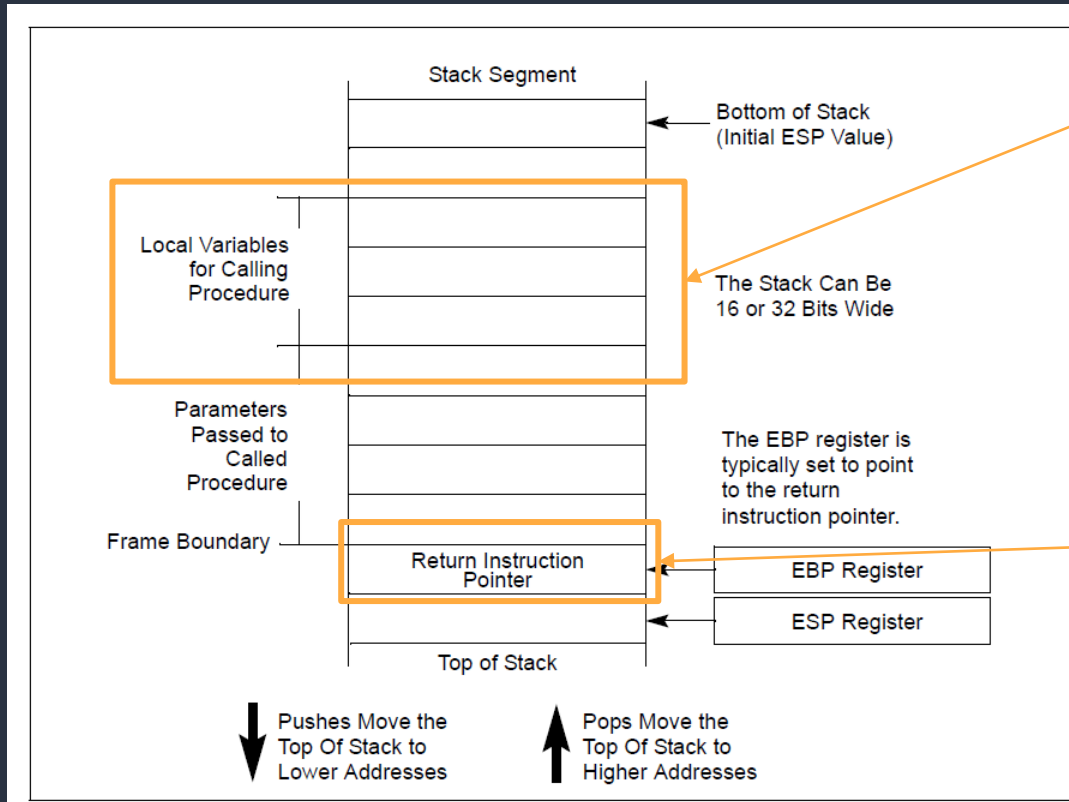 Stack Segment
Bottom of Stack
(Initial ESP Value)
Local Variables
for Calling
Procedure
The Stack Can Be
16 or 32 Bits Wide
Parameters
Passed to
Called
Procedure
The EBP register is
typically set to point
to the return
instruction pointer.
Frame Boundary
Return Instruction
Pointer
EBP Register
ESP Register
Top of Stack
Pushes Move the
Top Of Stack to
Lower Addresses
Pops Move the
Top Of Stack to
Higher Addresses